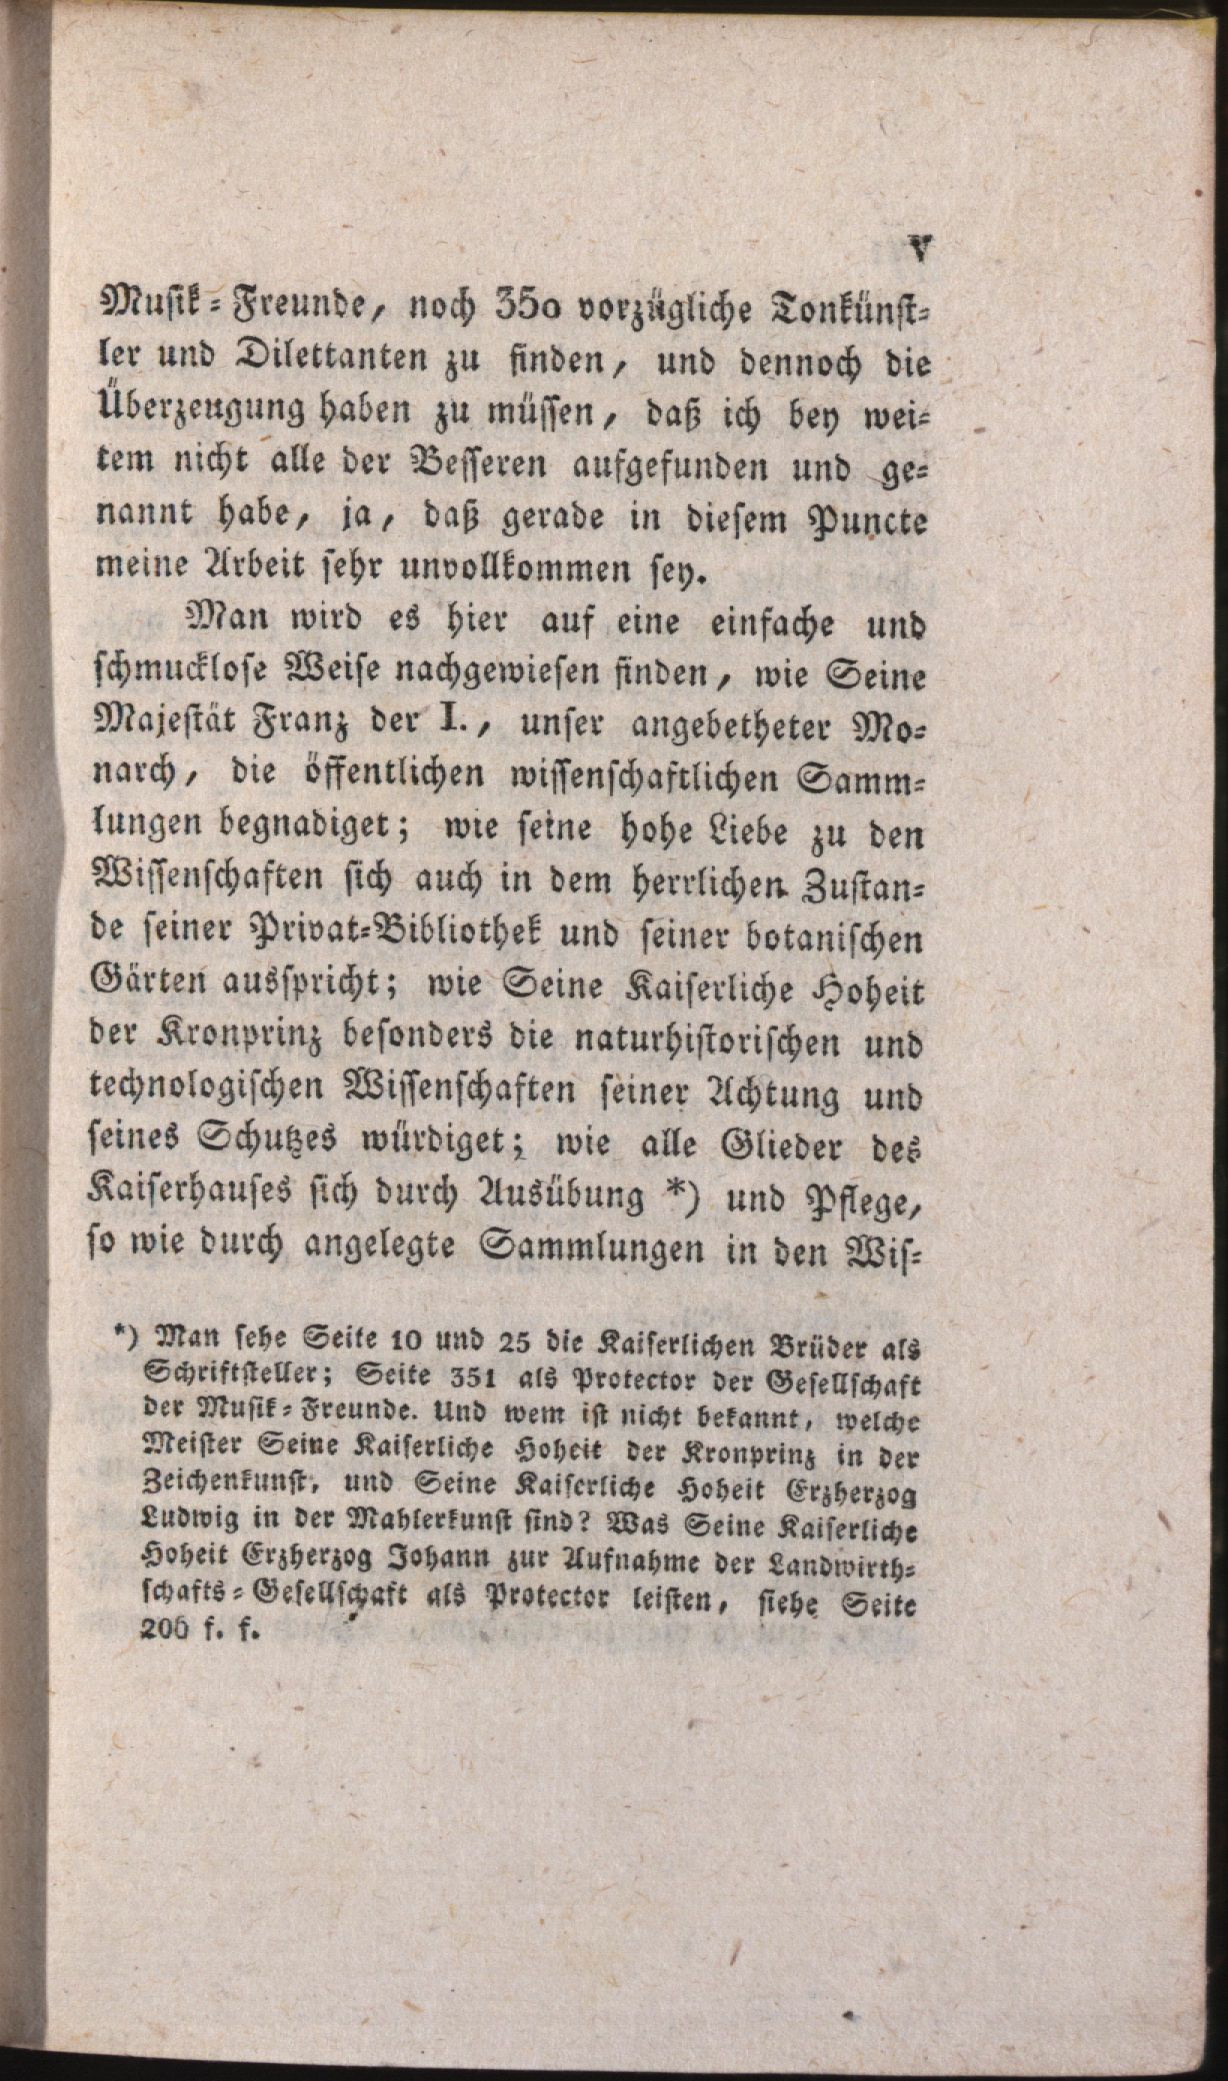 V
Musik-Freunde, noch 350 vorzügliche Tonkünst-
ler und Dilettanten zu finden, und dennoch die
Überzeugung haben zu müssen, daß ich bey wei-
tem nicht alle der Besseren aufgefunden und ge-
nannt habe, ja, daß gerade in diesem Puncte
meine Arbeit sehr unvollkommen sey.
Man wird es hier auf eine einfache und
schmucklose Weise nachgewiesen finden, wie Seine
Majestät Franz der I., unser angebetheter Mo-
narch, die öffentlichen wissenschaftlichen Samm-
lungen begnadiget; wie seine hohe Liebe zu den
Wissenschaften sich auch in dem herrlichen Zustan-
de seiner Privat-Bibliothek und seiner botanischen
Gärten ausspricht; wie Seine Kaiserliche Hoheit
der Kronprinz besonders die naturhistorischen und
technologischen Wissenschaften seiner Achtung und
seines Schutzes würdiget; wie alle Glieder des
Kaiserhauses sich durch Ausübung *) und Pflege,
so wie durch angelegte Sammlungen in den Wis-
*) Man sehe Seite 10 und 25 die Kaiserlichen Brüder als
Schriftsteller; Seite 351 als Protector der Gesellschaft
der Musik-Freunde. Und wem ist nicht bekannt, welche
Meister Seine Kaiserliche Hoheit der Kronprinz in der
Zeichenkunst, und Seine Kaiserliche Hoheit Erzherzog
Ludwig in der Mahlerkunst sind? Was Seine Kaiserliche
Hoheit Erzherzog Johann zur Aufnahme der Landwirth-
schafts-Gesellschaft als Protector leisten, siehe Seite
206 f. f.